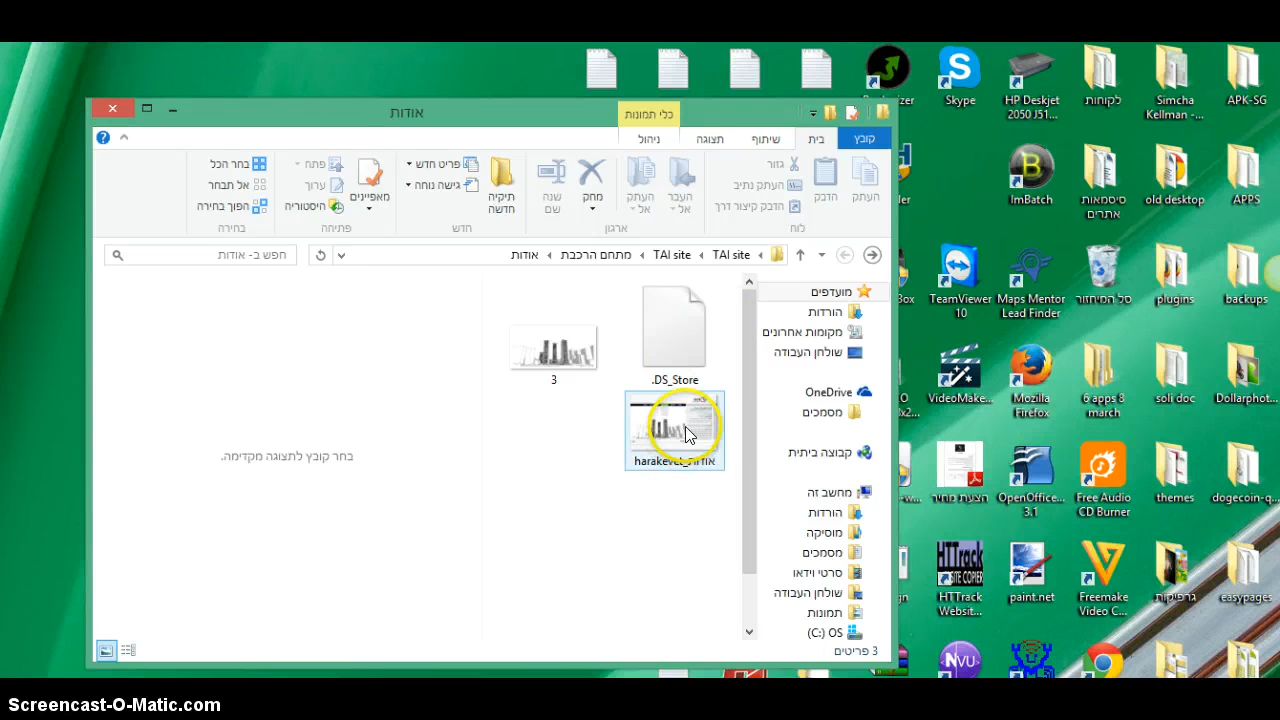 אודות
כלי תמונות
קובץ
בית
שיתוף
תצוגה
ניהול
העתק
הדבק
גזור
העתק נתיב
הדבק קיצור דרך
לוח
העבר אל
העתק אל
מחק
שנה שם
ארגון
תיקיה חדשה
פריט חדש
גישה נוחה
חדש
מאפיינים
פתח
ערוך
היסטוריה
פתיחה
בחר הכל
אל תבחר
הפוך בחירה
בחירה
TAI site
TAI site
מתחם הרכבת
אודות
חפש ב- אודות
מועדפים
הורדות
מקומות אחרונים
שולחן העבודה
OneDrive
מסמכים
קבוצה ביתית
מחשב זה
הורדות
מוסיקה
מסמכים
סרטי וידאו
שולחן העבודה
תמונות
OS (C:)
.DS_Store
3
harakevet_אודות
בחר קובץ לתצוגה מקדימה.
3 פריטים
Skype
HP Deskjet
2050 J51...
לקוחות
Simcha
Kellman -...
APK-SG
ImBatch
סיסמאות
אתרים
old desktop
APPS
TeamViewer
10
Maps Mentor
Lead Finder
סל המיחזור
plugins
backups
VideoMake...
Mozilla
Firefox
6 apps 8
march
soli doc
Dollarphot...
הצעת מחיר
OpenOffice...
3.1
Free Audio
CD Burner
themes
dogecoin-q...
HTTRACK
HTTrack
Websit...
paint.net
Freemake
Video C...
גרפיקות
easypages
NVU
Screencast-O-Matic.com